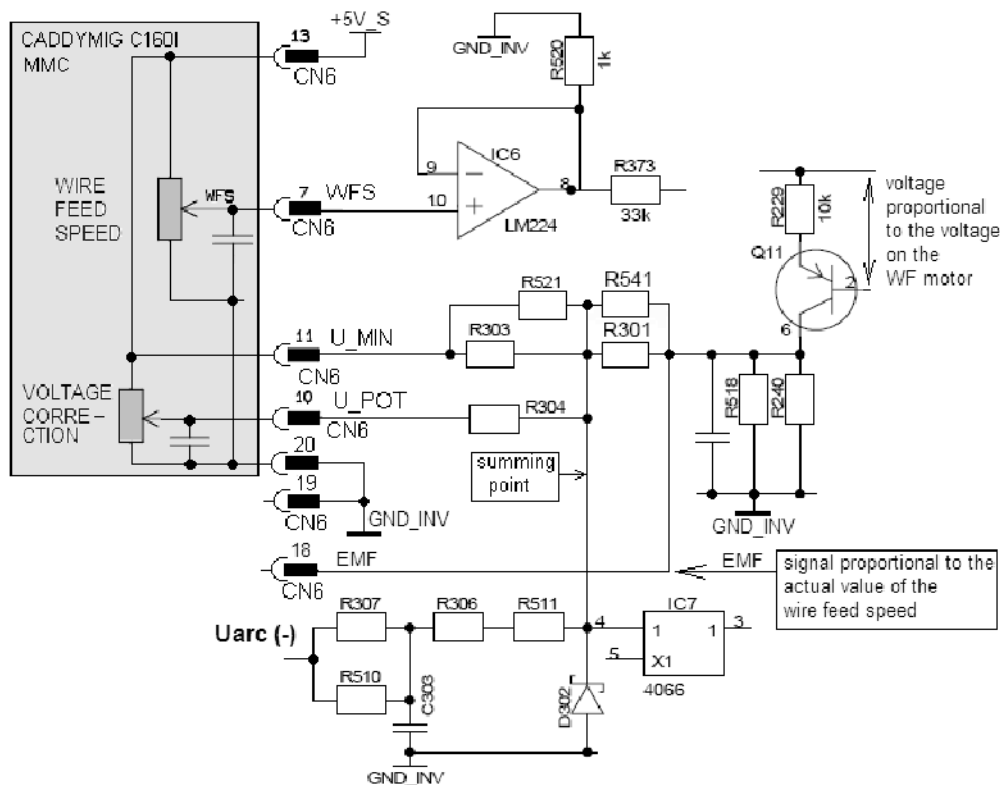 CADDYMIG C160I
MMC
13
+5V_S
CN6
GND_INV
R520
1k
WIRE
FEED
SPEED
WFS
7
WFS
CN6
9
10
IC6
8
LM224
R373
33k
R229
10k
Q11
2
6
voltage
proportional
to the voltage
on the
WF motor
R521
R541
11
U_MIN
CN6
R303
R301
VOLTAGE
CORRE-
CTION
10
U_POT
CN6
R304
R518
R240
20
19
CN6
GND_INV
summing
point
GND_INV
18
EMF
CN6
EMF
signal proportional to the
actual value of the
wire feed speed
Uarc (-)
R307
R306
R511
4
IC7
1
1
3
5
X1
4066
R510
C303
D302
GND_INV